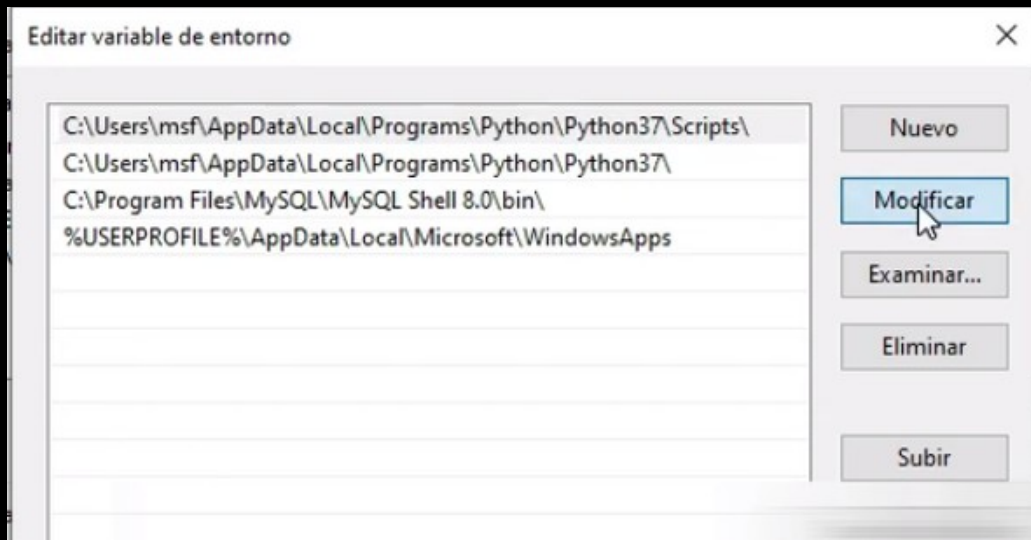 Editar variable de entorno
C:\Users\msf\AppData\Local\Programs\Python\Python37\Scripts\
C:\Users\msf\AppData\Local\Programs\Python\Python37\
C:\Program Files\MySQL\MySQL Shell 8.0\bin\
%USERPROFILE%\AppData\Local\Microsoft\WindowsApps
Nuevo
Modificar
Examinar...
Eliminar
Subir